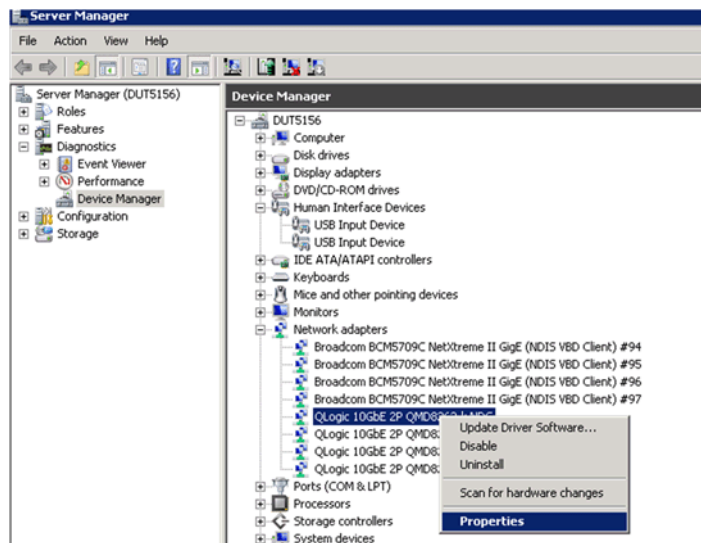 Server Manager
File Action View Help
Server Manager (DUT5156)
Roles
Features
Diagnostics
Event Viewer
Performance
Device Manager
Configuration
Storage
Device Manager
DUT5156
Computer
Disk drives
Display adapters
DVD/CD-ROM drives
Human Interface Devices
USB Input Device
USB Input Device
IDE ATA/ATAPI controllers
Keyboards
Mice and other pointing devices
Monitors
Network adapters
Broadcom BCM5709C NetXtreme II GigE (NDIS VBD Client) #94
Broadcom BCM5709C NetXtreme II GigE (NDIS VBD Client) #95
Broadcom BCM5709C NetXtreme II GigE (NDIS VBD Client) #96
Broadcom BCM5709C NetXtreme II GigE (NDIS VBD Client) #97
QLogic 10GbE 2P
QLogic 10GbE 2P
QLogic 10GbE 2P
QLogic 10GbE 2P
Ports (COM & LPT)
Processors
Storage controllers
System devices
Update Driver Software...
Disable
Uninstall
Scan for hardware changes
Properties